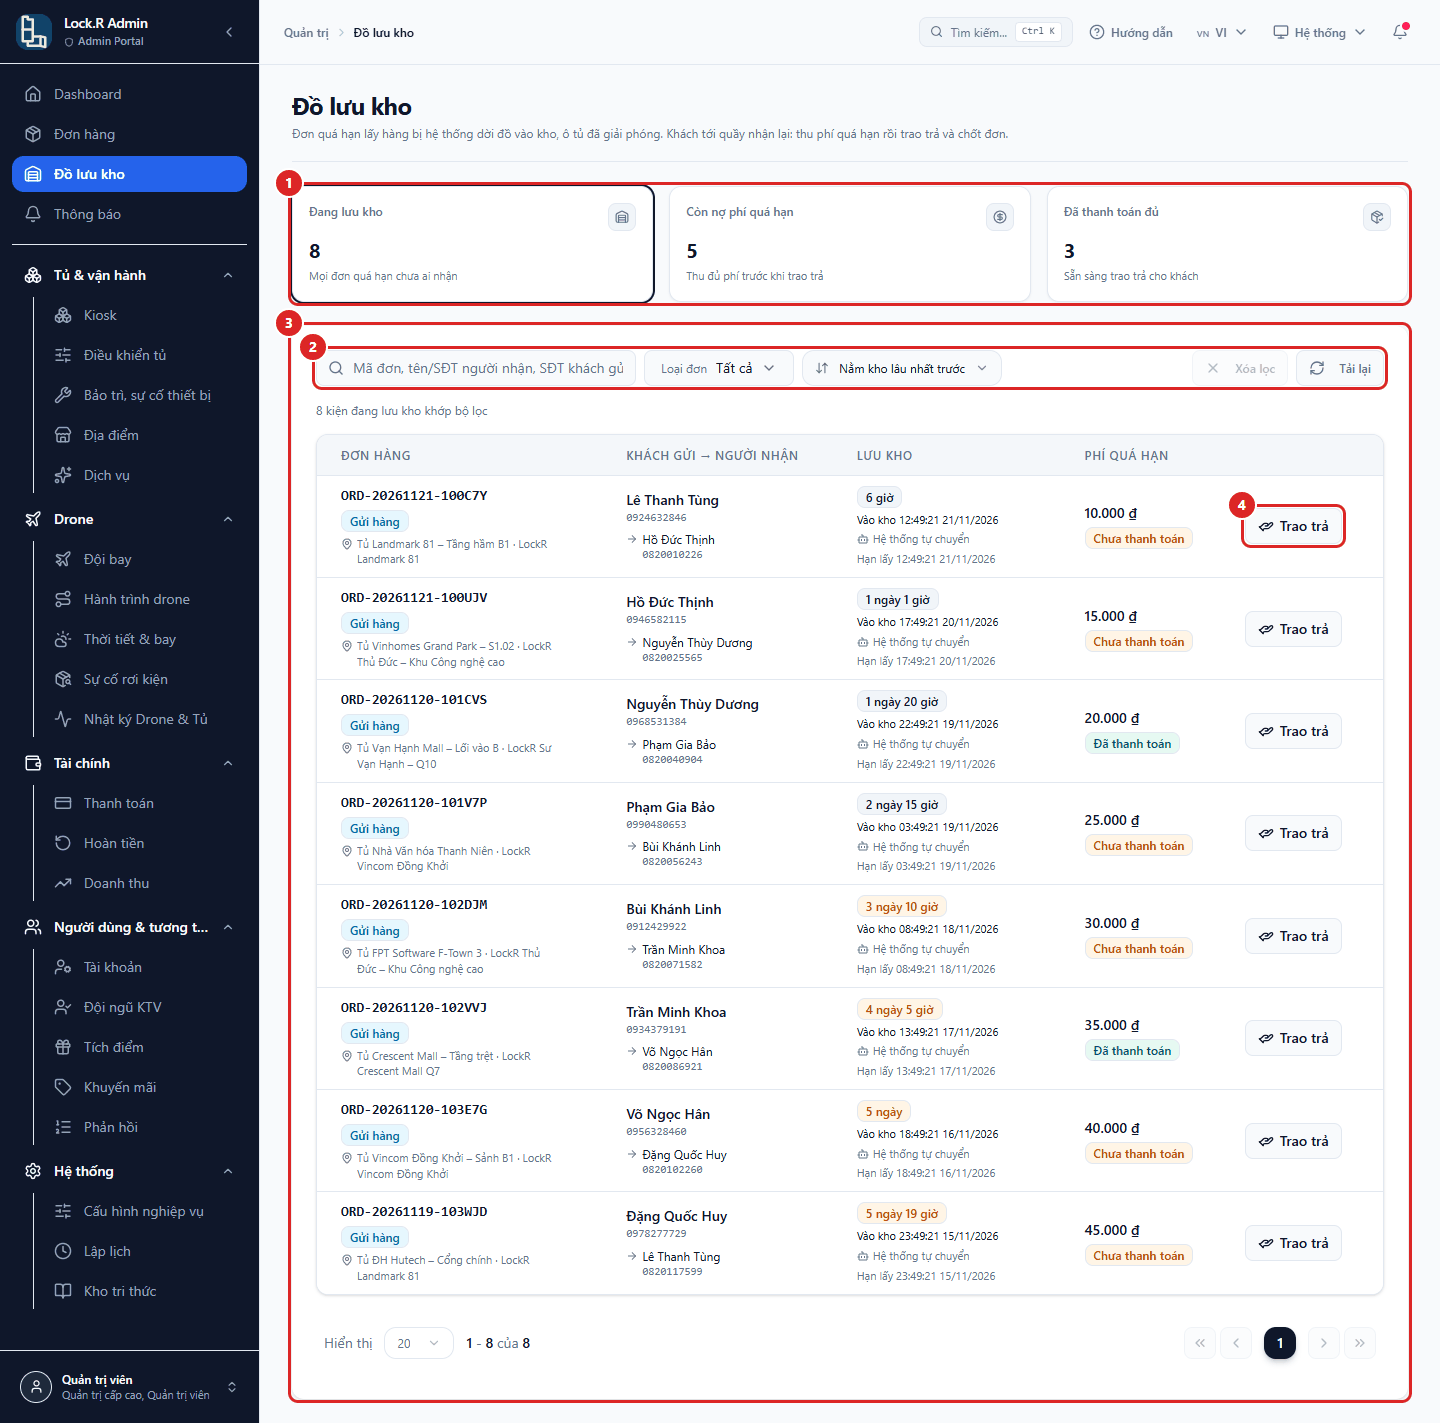 Lock.R Admin
Admin Portal
Dashboard
Đơn hàng
Đồ lưu kho
Thông báo
Tủ & vận hành
Kiosk
Điều khiển tủ
Bảo trì, sự cố thiết bị
Địa điểm
Dịch vụ
Drone
Đội bay
Hành trình drone
Thời tiết & bay
Sự cố rơi kiện
Nhật ký Drone & Tủ
Tài chính
Thanh toán
Hoàn tiền
Doanh thu
Người dùng & tương t...
Tài khoản
Đội ngũ KTV
Tích điểm
Khuyến mãi
Phản hồi
Hệ thống
Cấu hình nghiệp vụ
Lập lịch
Kho tri thức
Quản trị viên
Quản trị cấp cao, Quản trị viên
Quản trị > Đồ lưu kho
Tìm kiếm... Ctrl K
Hướng dẫn
VN VI
Hệ thống
Đồ lưu kho
Đơn quá hạn lấy hàng bị hệ thống dời đồ vào kho, ô tủ đã giải phóng. Khách tới quầy nhận lại: thu phí quá hạn rồi trao trả và chốt đơn.
1
Đang lưu kho
8
Mọi đơn quá hạn chưa ai nhận
Còn nợ phí quá hạn
5
Thu đủ phí trước khi trao trả
Đã thanh toán đủ
3
Sẵn sàng trao trả cho khách
3
2
Mã đơn, tên/SĐT người nhận, SĐT khách gử
Loại đơn Tất cả
Nằm kho lâu nhất trước
Xóa lọc
Tải lại
8 kiện đang lưu kho khớp bộ lọc
ĐƠN HÀNG KHÁCH GỬI → NGƯỜI NHẬN LƯU KHO PHÍ QUÁ HẠN
ORD-20261121-100C7Y
Gửi hàng
Tủ Landmark 81 – Tầng hầm B1 · LockR
Landmark 81
Lê Thanh Tùng
0924632846
→ Hồ Đức Thịnh
0820010226
6 giờ
Vào kho 12:49:21 21/11/2026
Hệ thống tự chuyển
Hạn lấy 12:49:21 21/11/2026
10.000 ₫
Chưa thanh toán
4
Trao trả
ORD-20261121-100UJV
Gửi hàng
Tủ Vinhomes Grand Park – S1.02 · LockR
Thủ Đức – Khu Công nghệ cao
Hồ Đức Thịnh
0946582115
→ Nguyễn Thùy Dương
0820025565
1 ngày 1 giờ
Vào kho 17:49:21 20/11/2026
Hệ thống tự chuyển
Hạn lấy 17:49:21 20/11/2026
15.000 ₫
Chưa thanh toán
Trao trả
ORD-20261120-101CVS
Gửi hàng
Tủ Vạn Hạnh Mall – Lối vào B · LockR Sư
Vạn Hạnh – Q10
Nguyễn Thùy Dương
0968531384
→ Phạm Gia Bảo
0820040904
1 ngày 20 giờ
Vào kho 22:49:21 19/11/2026
Hệ thống tự chuyển
Hạn lấy 22:49:21 19/11/2026
20.000 ₫
Đã thanh toán
Trao trả
ORD-20261120-101V7P
Gửi hàng
Tủ Nhà Văn hóa Thanh Niên · LockR
Vincom Đồng Khởi
Phạm Gia Bảo
0990480653
→ Bùi Khánh Linh
0820056243
2 ngày 15 giờ
Vào kho 03:49:21 19/11/2026
Hệ thống tự chuyển
Hạn lấy 03:49:21 19/11/2026
25.000 ₫
Chưa thanh toán
Trao trả
ORD-20261120-102DJM
Gửi hàng
Tủ FPT Software F-Town 3 · LockR Thủ
Đức – Khu Công nghệ cao
Bùi Khánh Linh
0912429922
→ Trần Minh Khoa
0820071582
3 ngày 10 giờ
Vào kho 08:49:21 18/11/2026
Hệ thống tự chuyển
Hạn lấy 08:49:21 18/11/2026
30.000 ₫
Chưa thanh toán
Trao trả
ORD-20261120-102VVJ
Gửi hàng
Tủ Crescent Mall – Tầng trệt · LockR
Crescent Mall Q7
Trần Minh Khoa
0934379191
→ Võ Ngọc Hân
0820086921
4 ngày 5 giờ
Vào kho 13:49:21 17/11/2026
Hệ thống tự chuyển
Hạn lấy 13:49:21 17/11/2026
35.000 ₫
Đã thanh toán
Trao trả
ORD-20261120-103E7G
Gửi hàng
Tủ Vincom Đồng Khởi – Sảnh B1 · LockR
Vincom Đồng Khởi
Võ Ngọc Hân
0956328460
→ Đặng Quốc Huy
0820102260
5 ngày
Vào kho 18:49:21 16/11/2026
Hệ thống tự chuyển
Hạn lấy 18:49:21 16/11/2026
40.000 ₫
Chưa thanh toán
Trao trả
ORD-20261119-103WJD
Gửi hàng
Tủ ĐH Hutech – Cổng chính · LockR
Landmark 81
Đặng Quốc Huy
0978277729
→ Lê Thanh Tùng
0820117599
5 ngày 19 giờ
Vào kho 23:49:21 15/11/2026
Hệ thống tự chuyển
Hạn lấy 23:49:21 15/11/2026
45.000 ₫
Chưa thanh toán
Trao trả
Hiển thị 20 1 - 8 của 8
« ‹ 1 › »